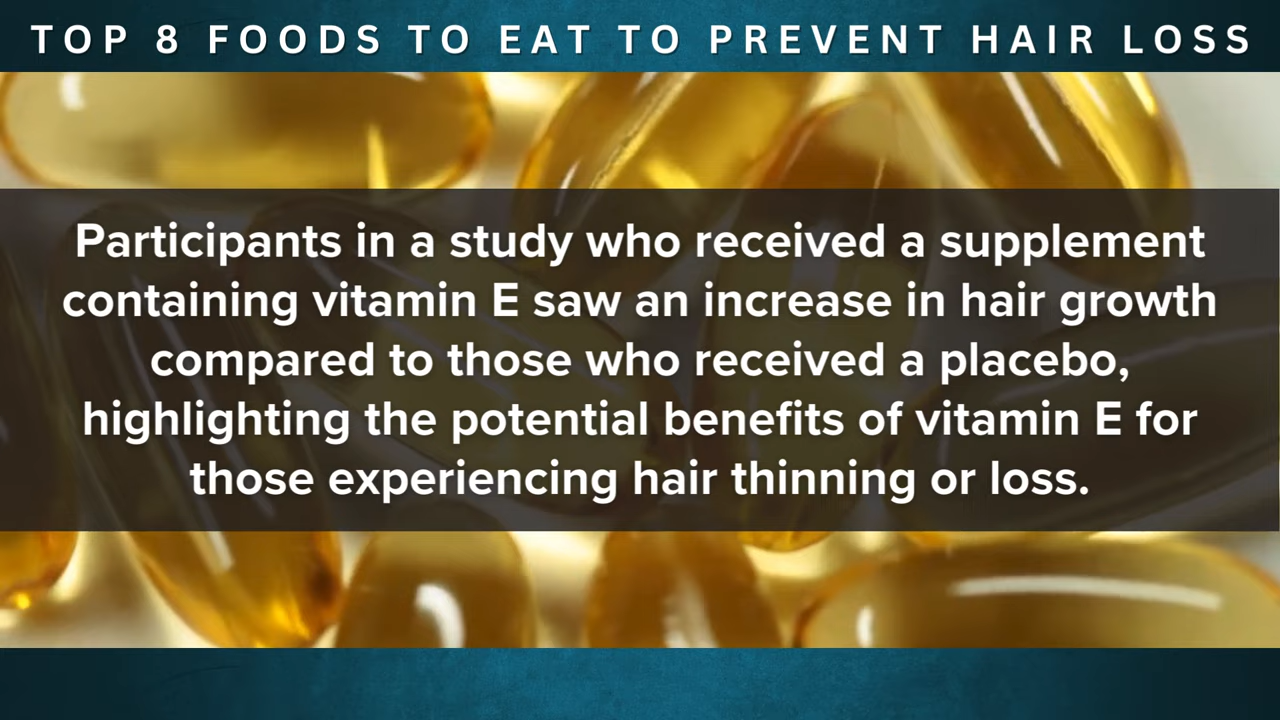 TOP 8 FOODS TO EAT TO PREVENT HAIR LOSS
Participants in a study who received a supplement
containing vitamin E saw an increase in hair growth
compared to those who received a placebo,
highlighting the potential benefits of vitamin E for
those experiencing hair thinning or loss.